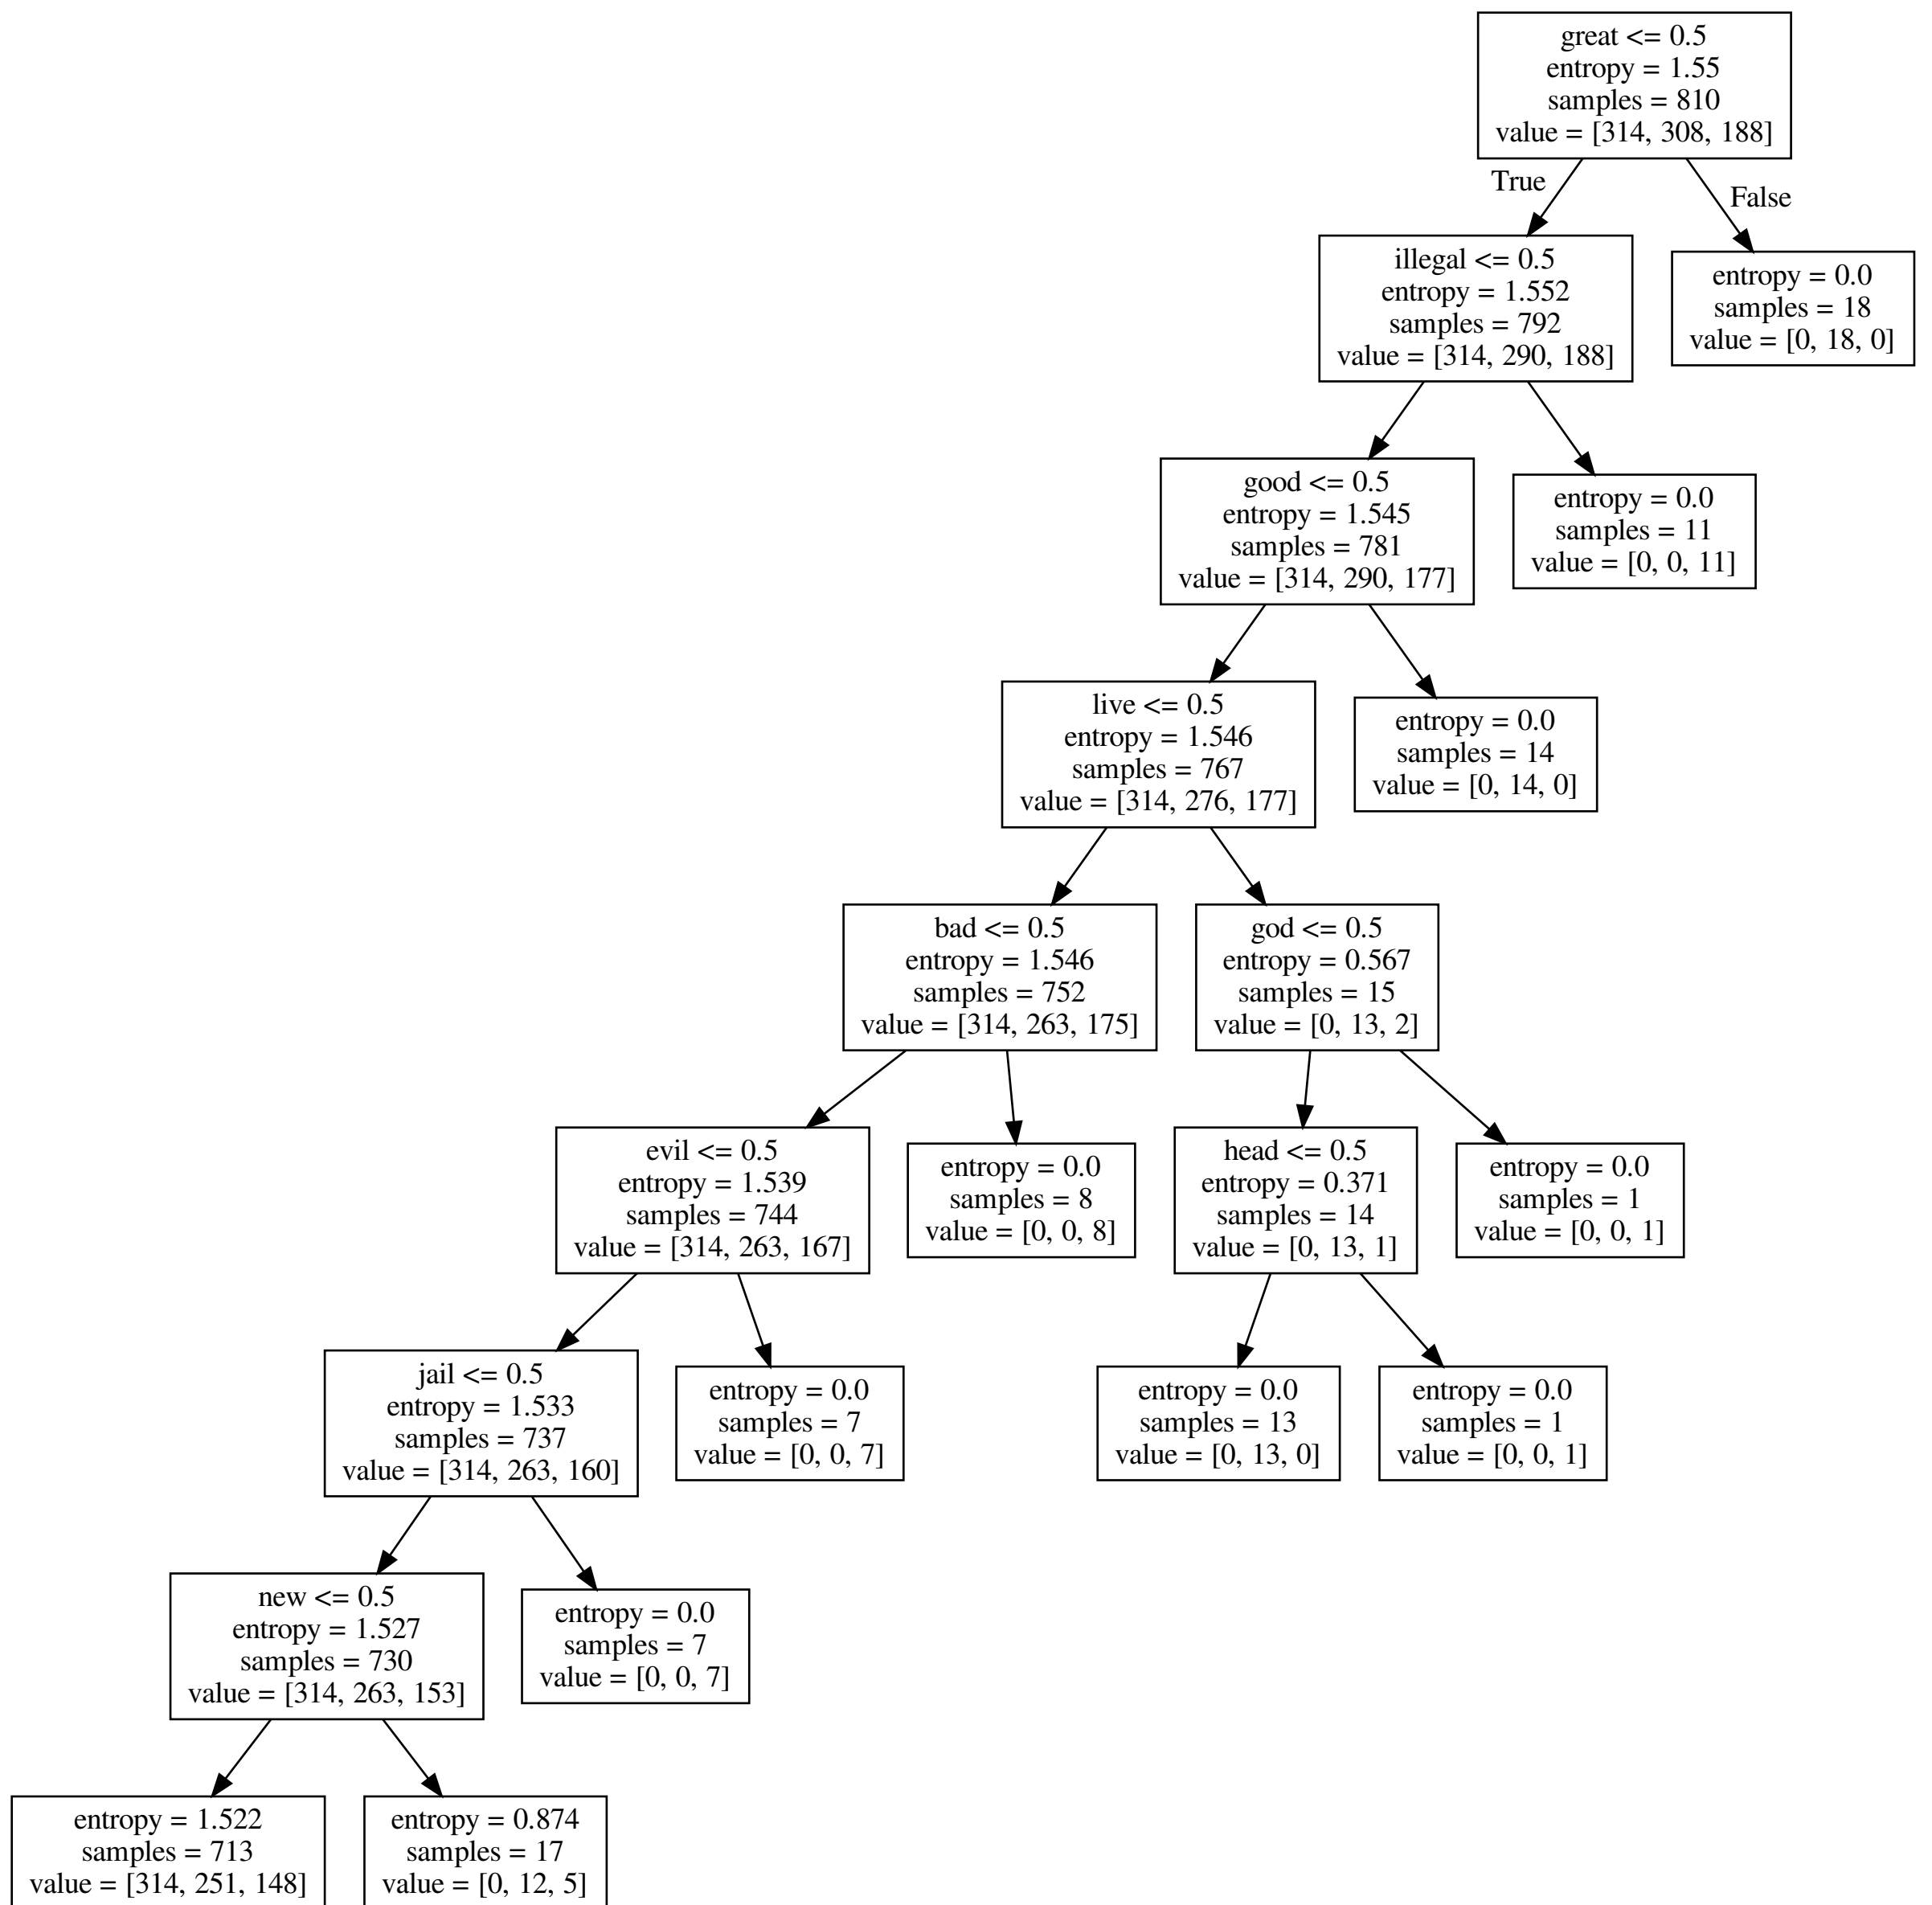 great <= 0.5
entropy = 1.55
samples = 810
value = [314, 308, 188]
True
False
illegal <= 0.5
entropy = 1.552
samples = 792
value = [314, 290, 188]
entropy = 0.0
samples = 18
value = [0, 18, 0]
good <= 0.5
entropy = 1.545
samples = 781
value = [314, 290, 177]
entropy = 0.0
samples = 11
value = [0, 0, 11]
live <= 0.5
entropy = 1.546
samples = 767
value = [314, 276, 177]
entropy = 0.0
samples = 14
value = [0, 14, 0]
bad <= 0.5
entropy = 1.546
samples = 752
value = [314, 263, 175]
god <= 0.5
entropy = 0.567
samples = 15
value = [0, 13, 2]
evil <= 0.5
entropy = 1.539
samples = 744
value = [314, 263, 167]
entropy = 0.0
samples = 8
value = [0, 0, 8]
head <= 0.5
entropy = 0.371
samples = 14
value = [0, 13, 1]
entropy = 0.0
samples = 1
value = [0, 0, 1]
jail <= 0.5
entropy = 1.533
samples = 737
value = [314, 263, 160]
entropy = 0.0
samples = 7
value = [0, 0, 7]
entropy = 0.0
samples = 13
value = [0, 13, 0]
entropy = 0.0
samples = 1
value = [0, 0, 1]
new <= 0.5
entropy = 1.527
samples = 730
value = [314, 263, 153]
entropy = 0.0
samples = 7
value = [0, 0, 7]
entropy = 1.522
samples = 713
value = [314, 251, 148]
entropy = 0.874
samples = 17
value = [0, 12, 5]